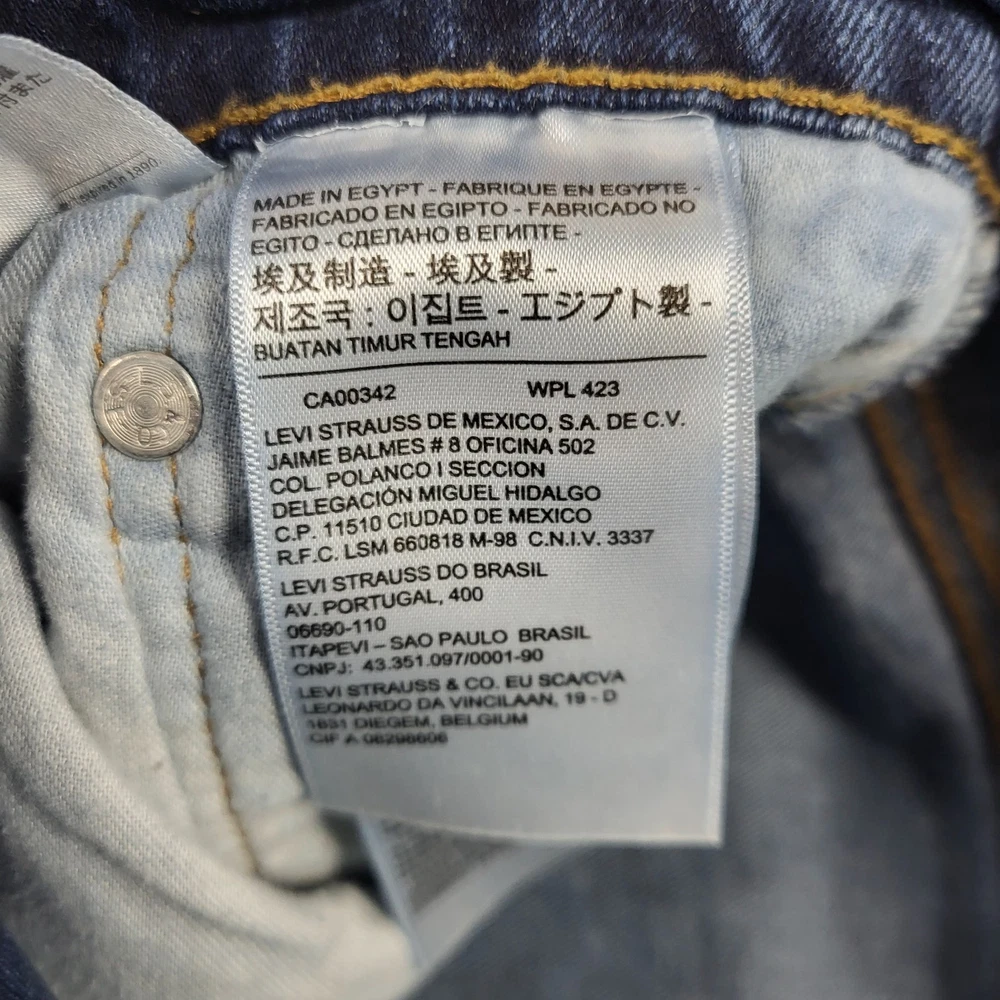 MADE IN EGYPT - FABRIQUE EN EGYPTE -
FABRICADO EN EGIPTO - FABRICADO NO
EGITO - СДЕЛАНО В ЕГИПТЕ -
埃及制造 - 埃及製 -
제조국 : 이집트 - エジプト製 -
BUATAN TIMUR TENGAH
CA00342 WPL 423
LEVI STRAUSS DE MEXICO, S.A. DE C.V.
JAIME BALMES # 8 OFICINA 502
COL. POLANCO I SECCION
DELEGACIÓN MIGUEL HIDALGO
C.P. 11510 CIUDAD DE MEXICO
R.F.C. LSM 660818 M-98 C.N.I.V. 3337
LEVI STRAUSS DO BRASIL
AV. PORTUGAL, 400
06690-110
ITAPEVI – SAO PAULO BRASIL
CNPJ: 43.351.097/0001-90
LEVI STRAUSS & CO. EU SCA/CVA
LEONARDO DA VINCILAAN, 19 - D
1831 DIEGEM, BELGIUM
CIF A 08298606